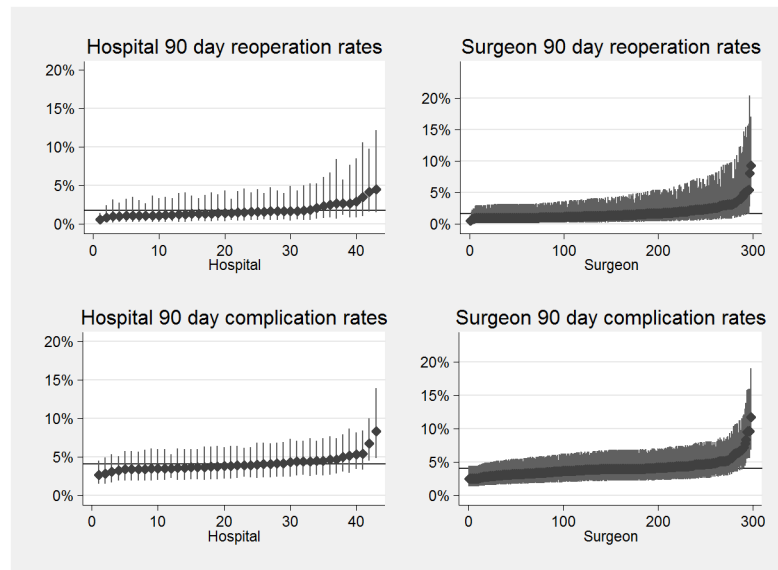 Hospital 90 day reoperation rates
20%
15%
10%
5%
0%
0 10 20 30 40
Hospital
Surgeon 90 day reoperation rates
20%
15%
10%
5%
0%
0 100 200 300
Surgeon
Hospital 90 day complication rates
20%
15%
10%
5%
0%
0 10 20 30 40
Hospital
Surgeon 90 day complication rates
20%
15%
10%
5%
0%
0 100 200 300
Surgeon